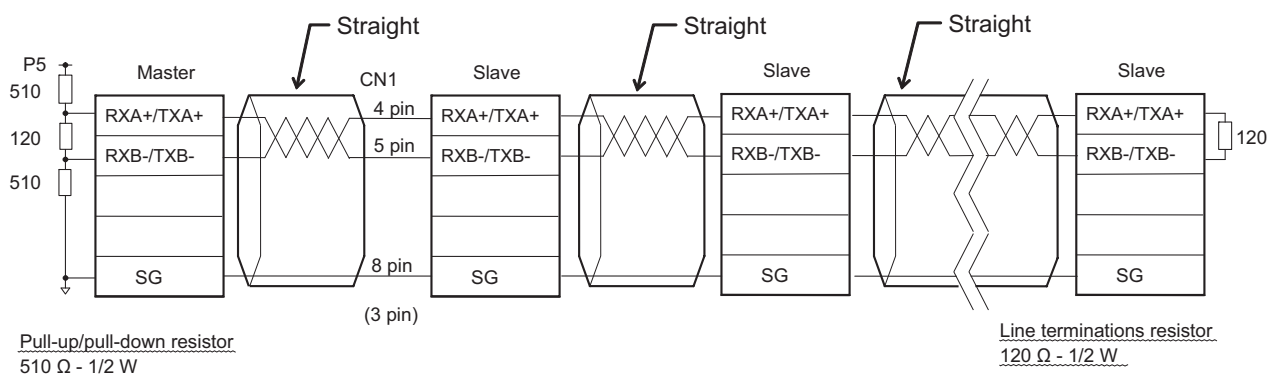 Straight
Straight
Straight
P5
510
120
510
Master
RXA+/TXA+
RXB-/TXB-
SG
CN1
4 pin
5 pin
8 pin
(3 pin)
Slave
RXA+/TXA+
RXB-/TXB-
SG
Slave
RXA+/TXA+
RXB-/TXB-
SG
Slave
RXA+/TXA+
RXB-/TXB-
SG
120
Pull-up/pull-down resistor
510 Ω - 1/2 W
Line terminations resistor
120 Ω - 1/2 W